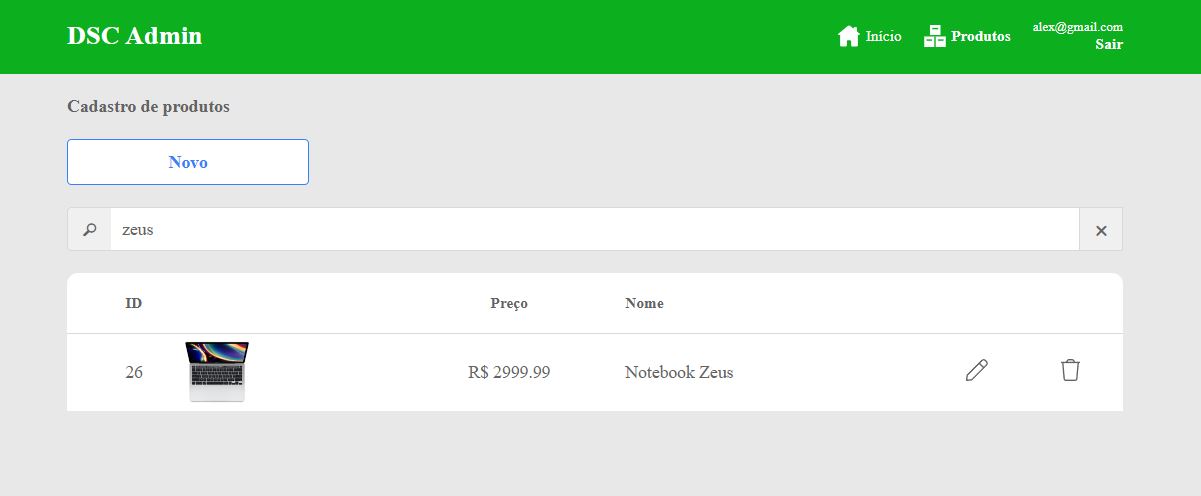 DSC Admin
Início
Produtos
alex@gmail.com
Sair
Cadastro de produtos
Novo
zeus
ID Preço Nome
26 R$ 2999.99 Notebook Zeus